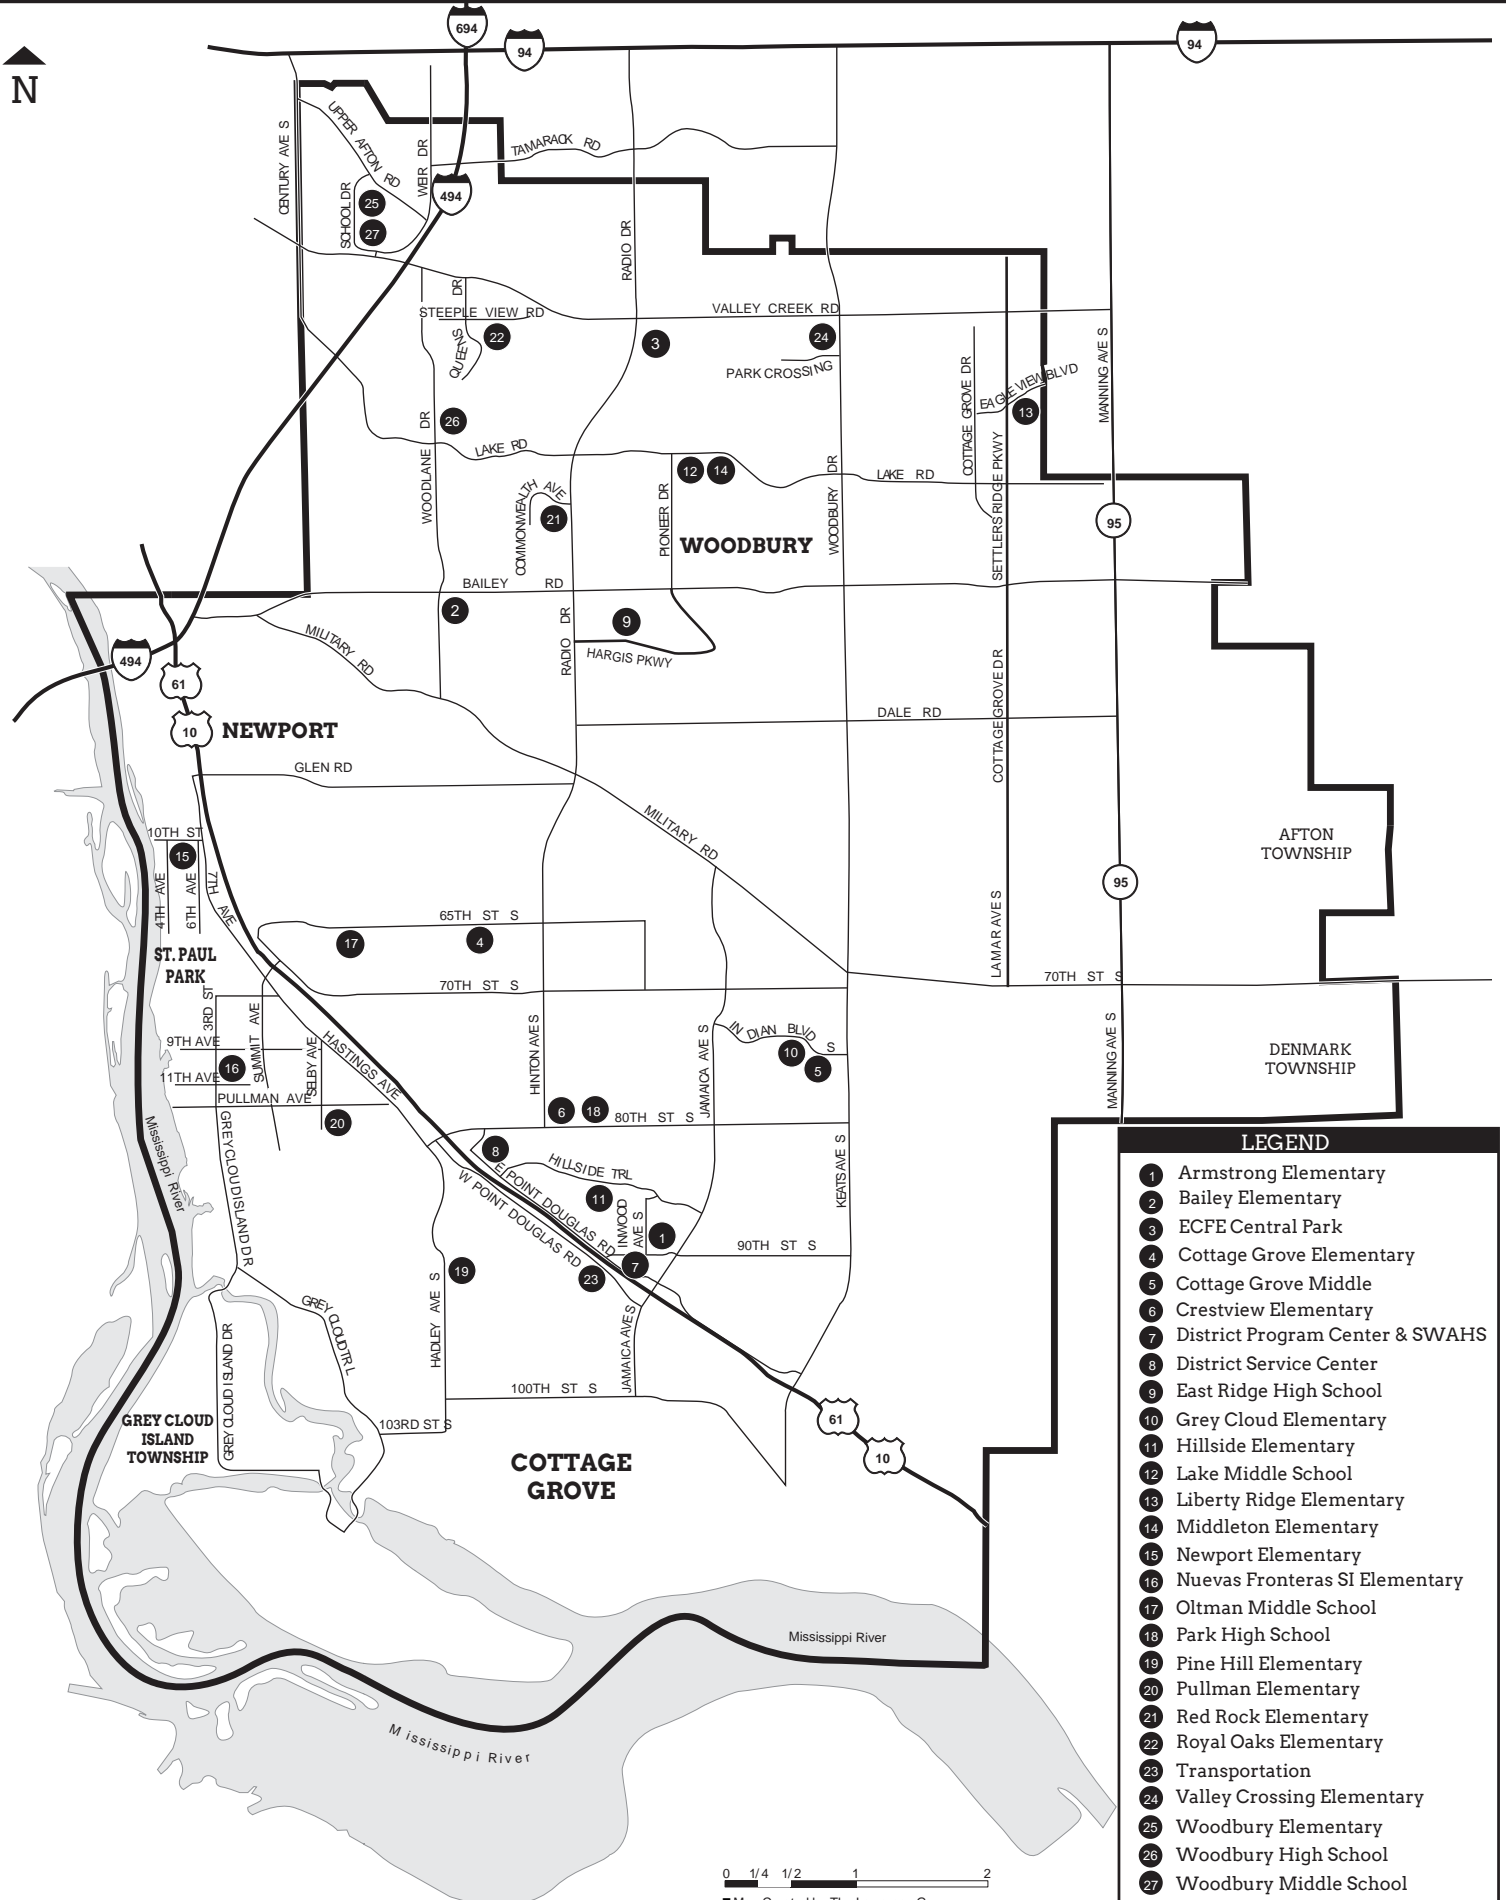 694
94
94
N
UPPER AFTON RD
CENTURY AVE S
WEIR DR
TAMARACK RD
SCHOOL DR
25
27
494
RADIO DR
DR
STEEPLE VIEW RD
VALLEY CREEK RD
22
3
24
QUEENS
PARK CROSSING
MANNING AVE S
COTTAGE GROVE DR
EAGLE VIEW BLVD
13
26
WOODLANE DR
LAKE RD
12
14
LAKE RD
COMMONWEALTH AVE
21
PIONEER DR
WOODBURY DR
SETTLERS RIDGE PKWY
95
WOODBURY
BAILEY RD
2
9
RADIO DR
HARGIS PKWY
MILITARY RD
494
61
10
NEWPORT
COTTAGE GROVE DR
DALE RD
GLEN RD
MILITARY RD
10TH ST
15
4TH AVE
6TH AVE
7TH AVE
AFTON
TOWNSHIP
95
65TH ST S
17
4
LAMAR AVE S
ST. PAUL
PARK
70TH ST S
70TH ST S
3RD ST
SUMMIT AVE
9TH AVE
16
11TH AVE
SELBY AVE
HASTINGS AVE
HINTON AVE S
JAMAICA AVE S
INDIAN BLVD S
10
5
MANNING AVE S
DENMARK
TOWNSHIP
PULLMAN AVE
20
6
18
80TH ST S
Mississippi River
GREY CLOUD ISLAND DR
8
HILLSIDE TRL
E POINT DOUGLAS RD
W POINT DOUGLAS RD
11
INWOOD
AVE S
1
KEATS AVE S
90TH ST S
7
23
19
HADLEY AVE S
JAMAICA AVE S
GREY CLOUD TRL
GREY CLOUD ISLAND DR
100TH ST S
103RD ST S
61
10
GREY CLOUD
ISLAND
TOWNSHIP
COTTAGE
GROVE
Mississippi River
Mississippi River
LEGEND
1 Armstrong Elementary
2 Bailey Elementary
3 ECFE Central Park
4 Cottage Grove Elementary
5 Cottage Grove Middle
6 Crestview Elementary
7 District Program Center & SWAHS
8 District Service Center
9 East Ridge High School
10 Grey Cloud Elementary
11 Hillside Elementary
12 Lake Middle School
13 Liberty Ridge Elementary
14 Middleton Elementary
15 Newport Elementary
16 Nuevas Fronteras SI Elementary
17 Oltman Middle School
18 Park High School
19 Pine Hill Elementary
20 Pullman Elementary
21 Red Rock Elementary
22 Royal Oaks Elementary
23 Transportation
24 Valley Crossing Elementary
25 Woodbury Elementary
26 Woodbury High School
27 Woodbury Middle School
0 1/4 1/2 1 2